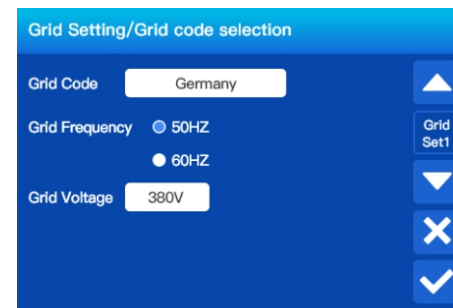 Grid Setting/Grid code selection
Grid Code Germany
Grid Frequency 50HZ
60HZ
Grid Voltage 380V
Grid
Set1